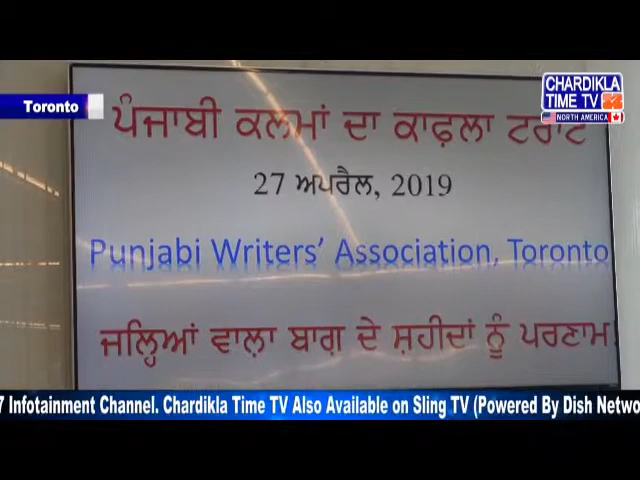 CHARDIKLA
TIME TV
NORTH AMERICA
Toronto
ਪੰਜਾਬੀ ਕਲਮਾਂ ਦਾ ਕਾਫ਼ਲਾ ਟਰਾਂਟੋ
27 ਅਪਰੈਲ, 2019
Punjabi Writers' Association, Toronto
ਜਲ੍ਹਿਆਂ ਵਾਲ਼ਾ ਬਾਗ਼ ਦੇ ਸ਼ਹੀਦਾਂ ਨੂੰ ਪਰਣਾਮ
7 Infotainment Channel. Chardikla Time TV Also Available on Sling TV (Powered By Dish Netwo